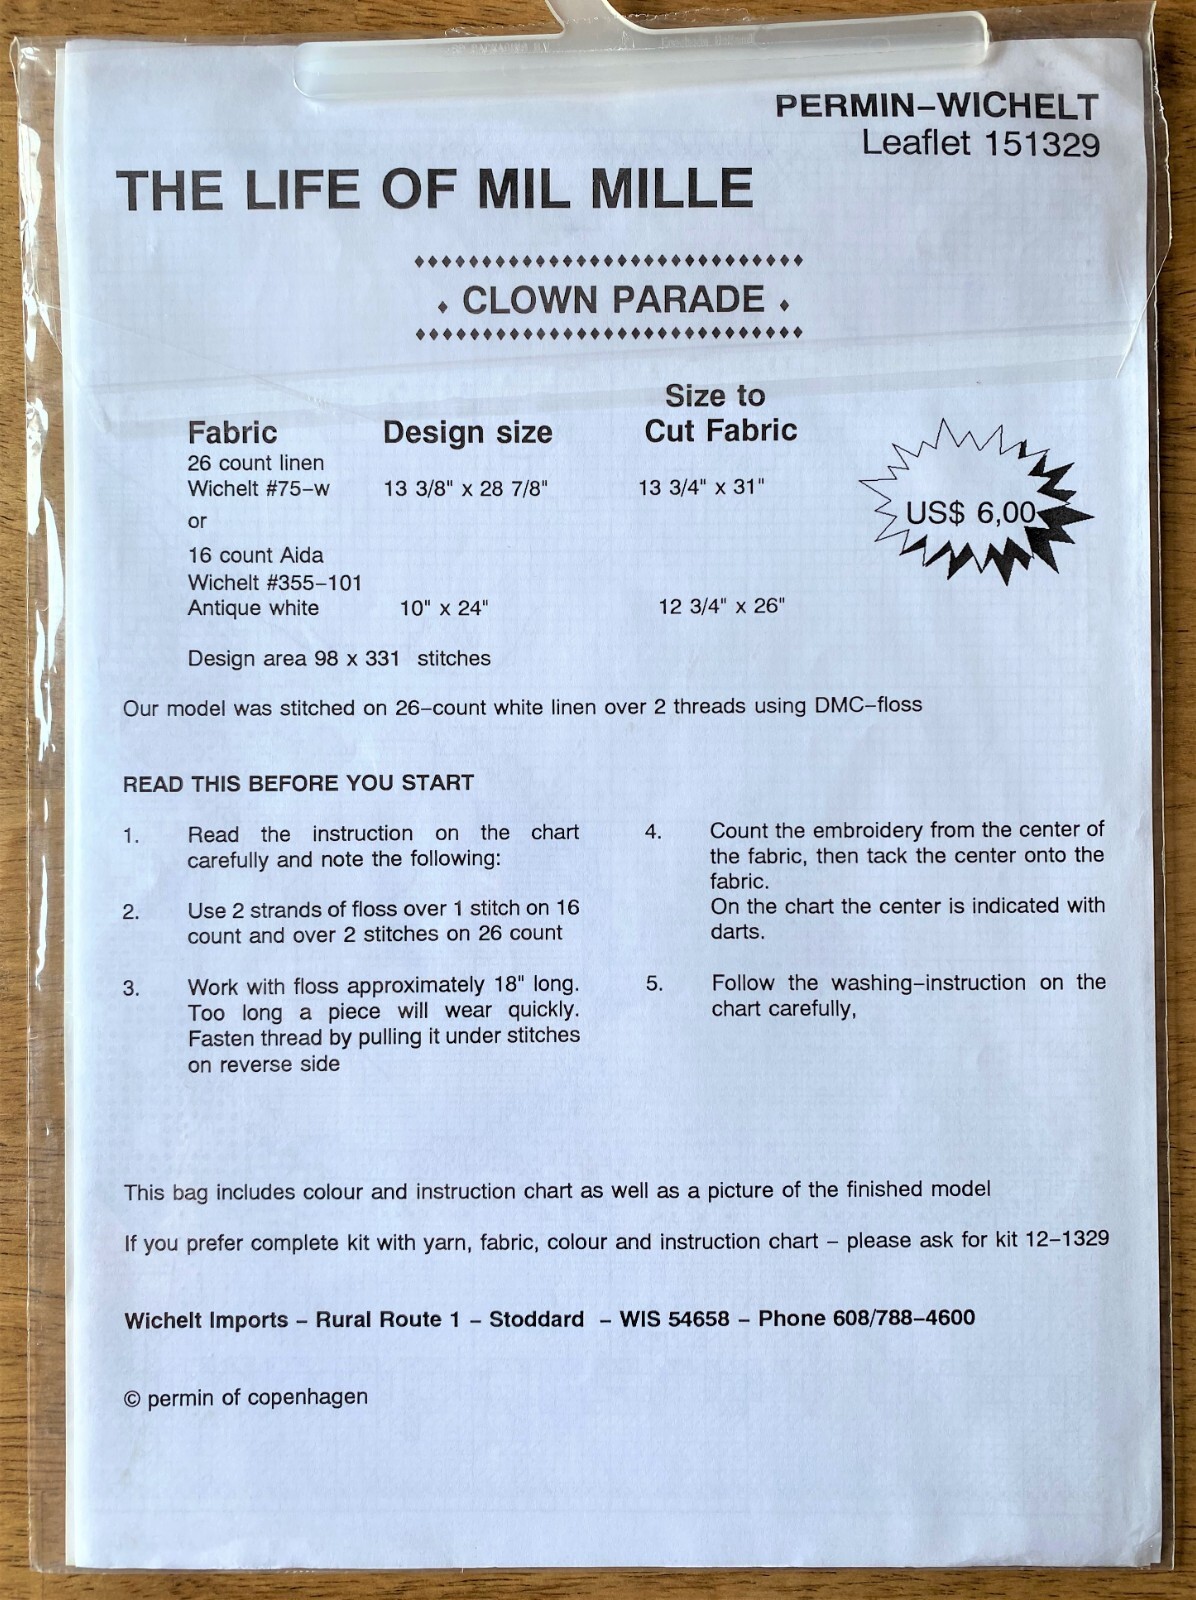 PERMIN-WICHELT
Leaflet 151329
THE LIFE OF MIL MILLE
CLOWN PARADE
Fabric Design size Size to Cut Fabric
26 count linen
Wichelt #75-w 13 3/8" x 28 7/8" 13 3/4" x 31"
or
US$ 6,00
16 count Aida
Wichelt #355-101
Antique white 10" x 24" 12 3/4" x 26"
Design area 98 x 331 stitches
Our model was stitched on 26-count white linen over 2 threads using DMC-floss
READ THIS BEFORE YOU START
1. Read the instruction on the chart
carefully and note the following:
2. Use 2 strands of floss over 1 stitch on 16
count and over 2 stitches on 26 count
3. Work with floss approximately 18" long.
Too long a piece will wear quickly.
Fasten thread by pulling it under stitches
on reverse side
4. Count the embroidery from the center of
the fabric, then tack the center onto the
fabric.
On the chart the center is indicated with
darts.
5. Follow the washing-instruction on the
chart carefully,
This bag includes colour and instruction chart as well as a picture of the finished model
If you prefer complete kit with yarn, fabric, colour and instruction chart - please ask for kit 12-1329
Wichelt Imports - Rural Route 1 - Stoddard - WIS 54658 - Phone 608/788-4600
© permin of copenhagen